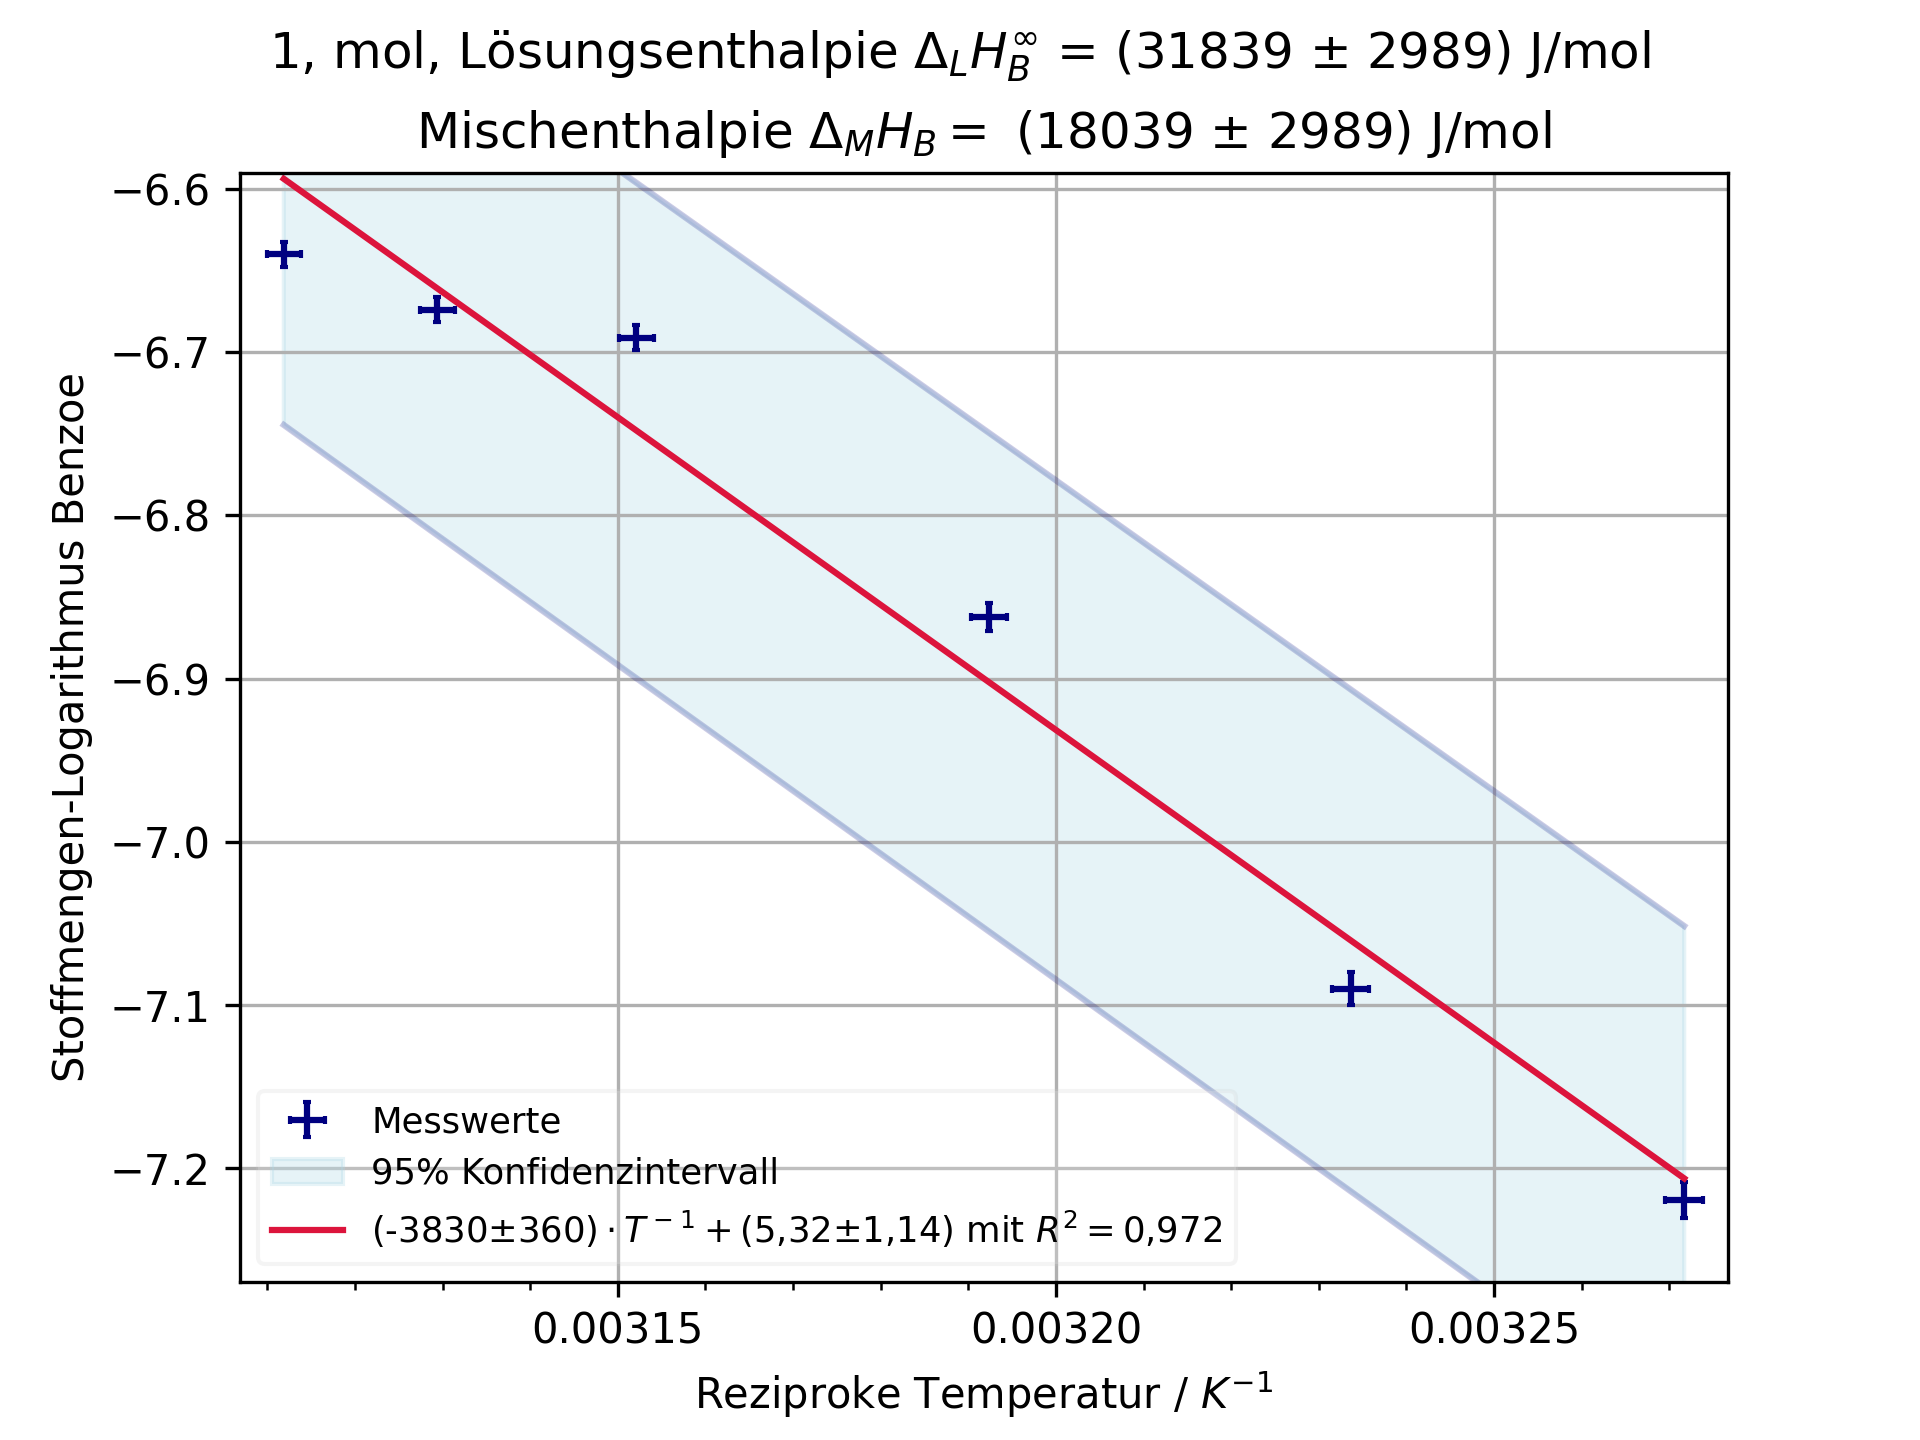 1, mol, Lösungsenthalpie Δ_L H_B^∞ = (31839 ± 2989) J/mol
Mischenthalpie Δ_M H_B = (18039 ± 2989) J/mol
Stoffmengen-Logarithmus Benzoe
−6.6
−6.7
−6.8
−6.9
−7.0
−7.1
−7.2
Messwerte
95% Konfidenzintervall
(-3830±360) · T^−1 + (5,32±1,14) mit R^2 = 0,972
0.00315 0.00320 0.00325
Reziproke Temperatur / K^−1